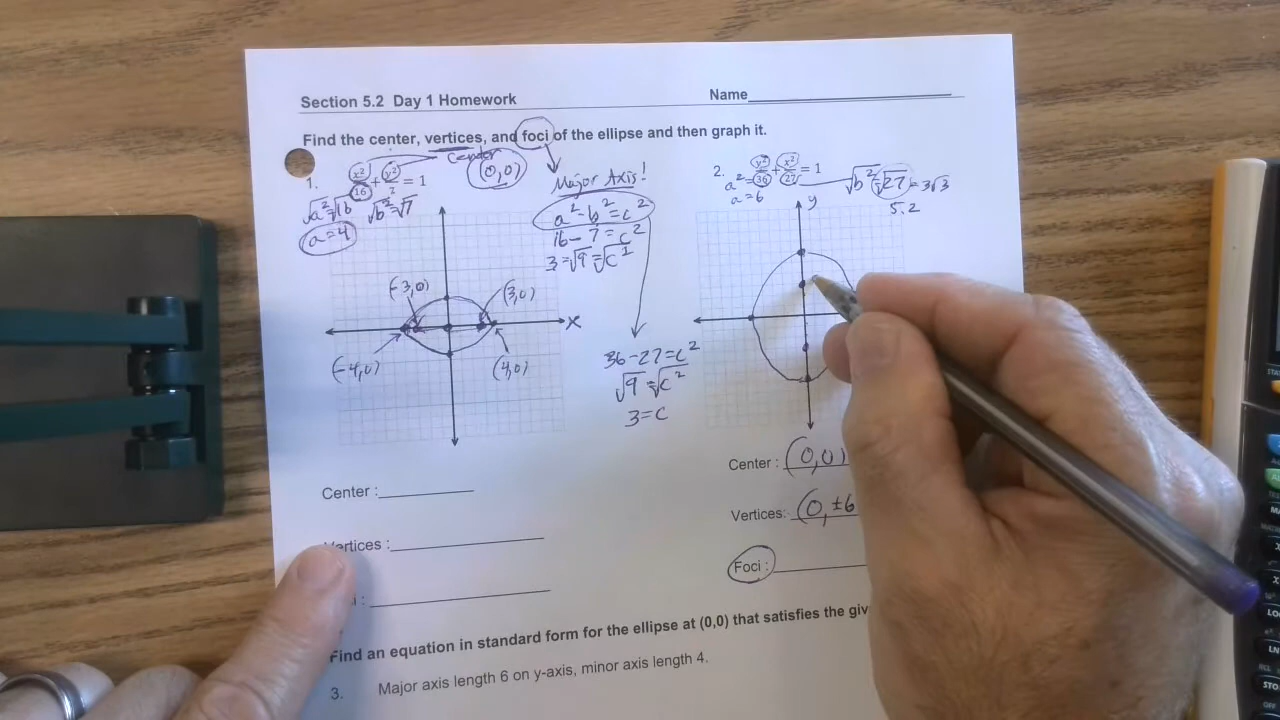 Section 5.2 Day 1 Homework
Name
Find the center, vertices, and foci of the ellipse and then graph it.
Center
(0,0)
1. x²/16 + y²/7 = 1
√a²=√16 √b²=√7
a=4
Major Axis!
a²-b²=c²
16-7=c²
3=√9=√c²
(-3,0)
(3,0)
x
(-4,0)
(4,0)
36-27=c²
√9=√c²
3=c
2. y²/36 + x²/27 = 1
a²=
a=6
√b²=√27=3√3
5.2
y
Center : (0,0)
Vertices: (0,±6
Foci :
Center :
Vertices :
i :
Find an equation in standard form for the ellipse at (0,0) that satisfies the giv
3. Major axis length 6 on y-axis, minor axis length 4.
STO
LN